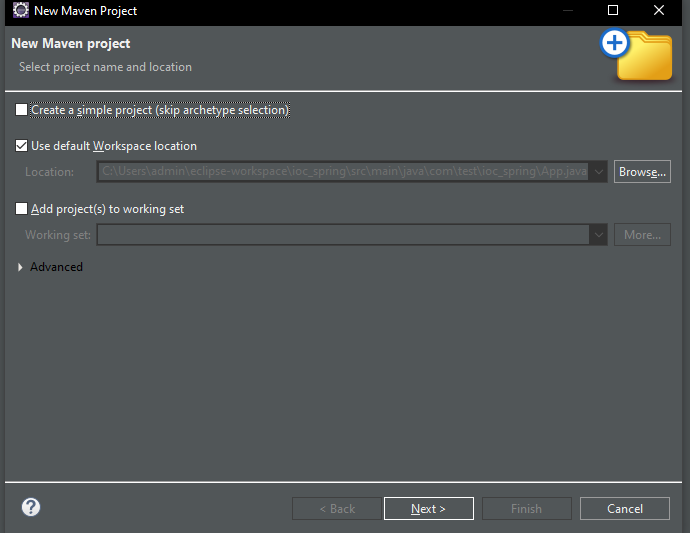 New Maven Project
New Maven project
Select project name and location
Create a simple project (skip archetype selection)
Use default Workspace location
Location: C:\Users\admin\eclipse-workspace\ioc_spring\src\main\java\com\test\ioc_spring\App.java Browse...
Add project(s) to working set
Working set: More...
Advanced
< Back Next > Finish Cancel